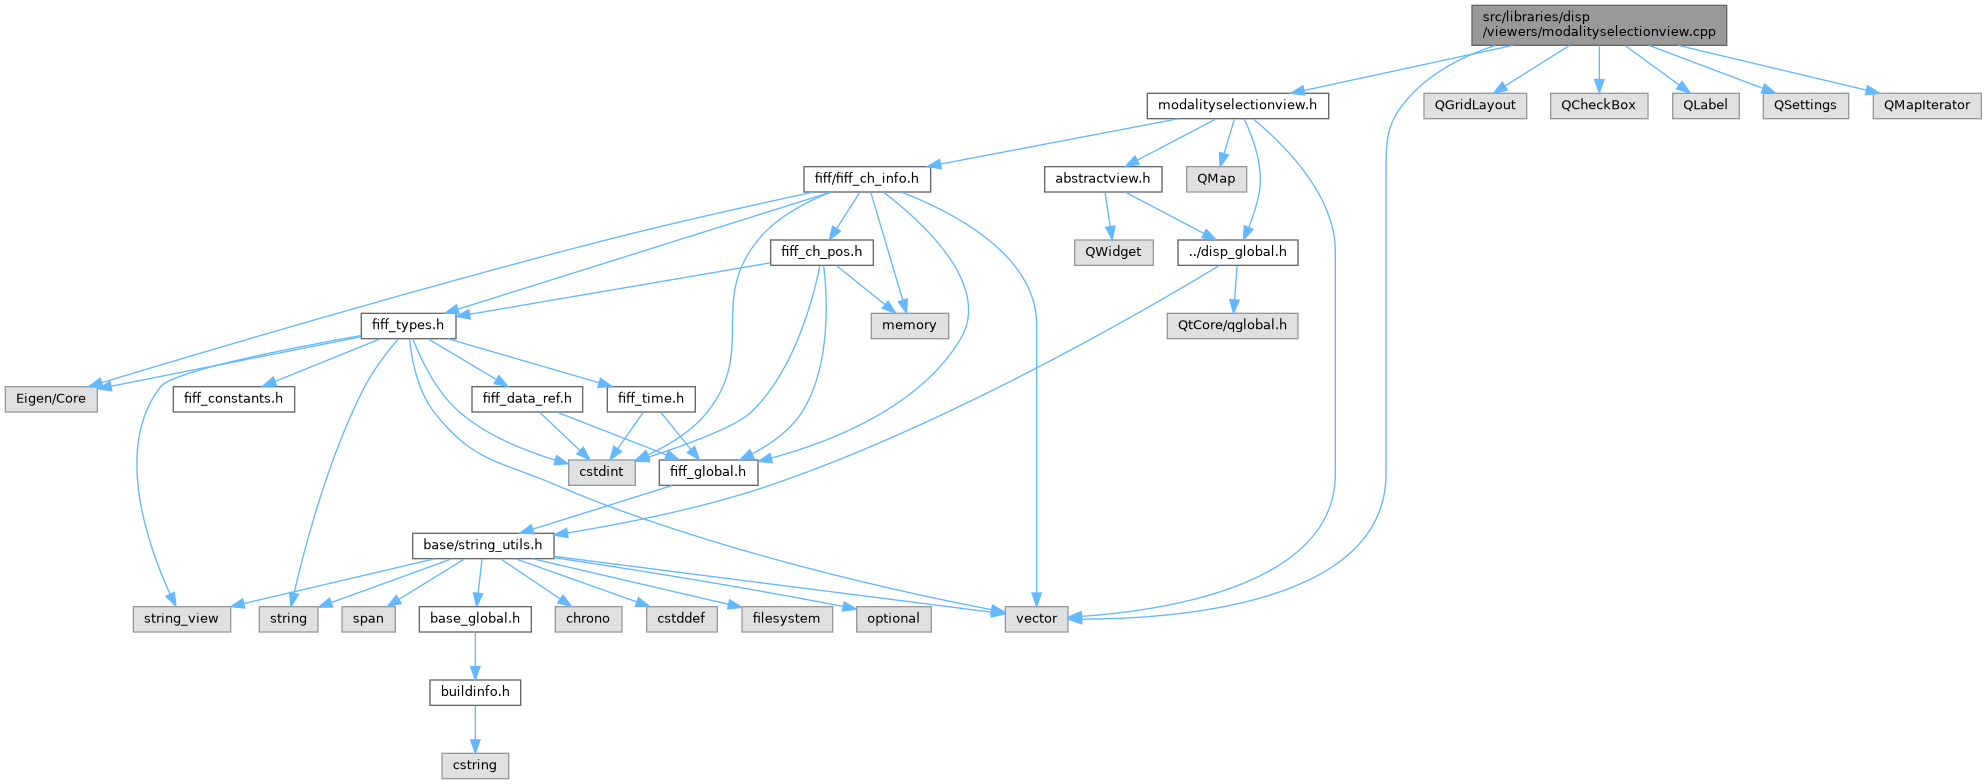 src/libraries/disp
/viewers/modalityselectionview.cpp
modalityselectionview.h
QGridLayout
QCheckBox
QLabel
QSettings
QMapIterator
fiff/fiff_ch_info.h
abstractview.h
QMap
fiff_ch_pos.h
QWidget
../disp_global.h
fiff_types.h
memory
QtCore/qglobal.h
Eigen/Core
fiff_constants.h
fiff_data_ref.h
fiff_time.h
cstdint
fiff_global.h
base/string_utils.h
string_view
string
span
base_global.h
chrono
cstddef
filesystem
optional
vector
buildinfo.h
cstring